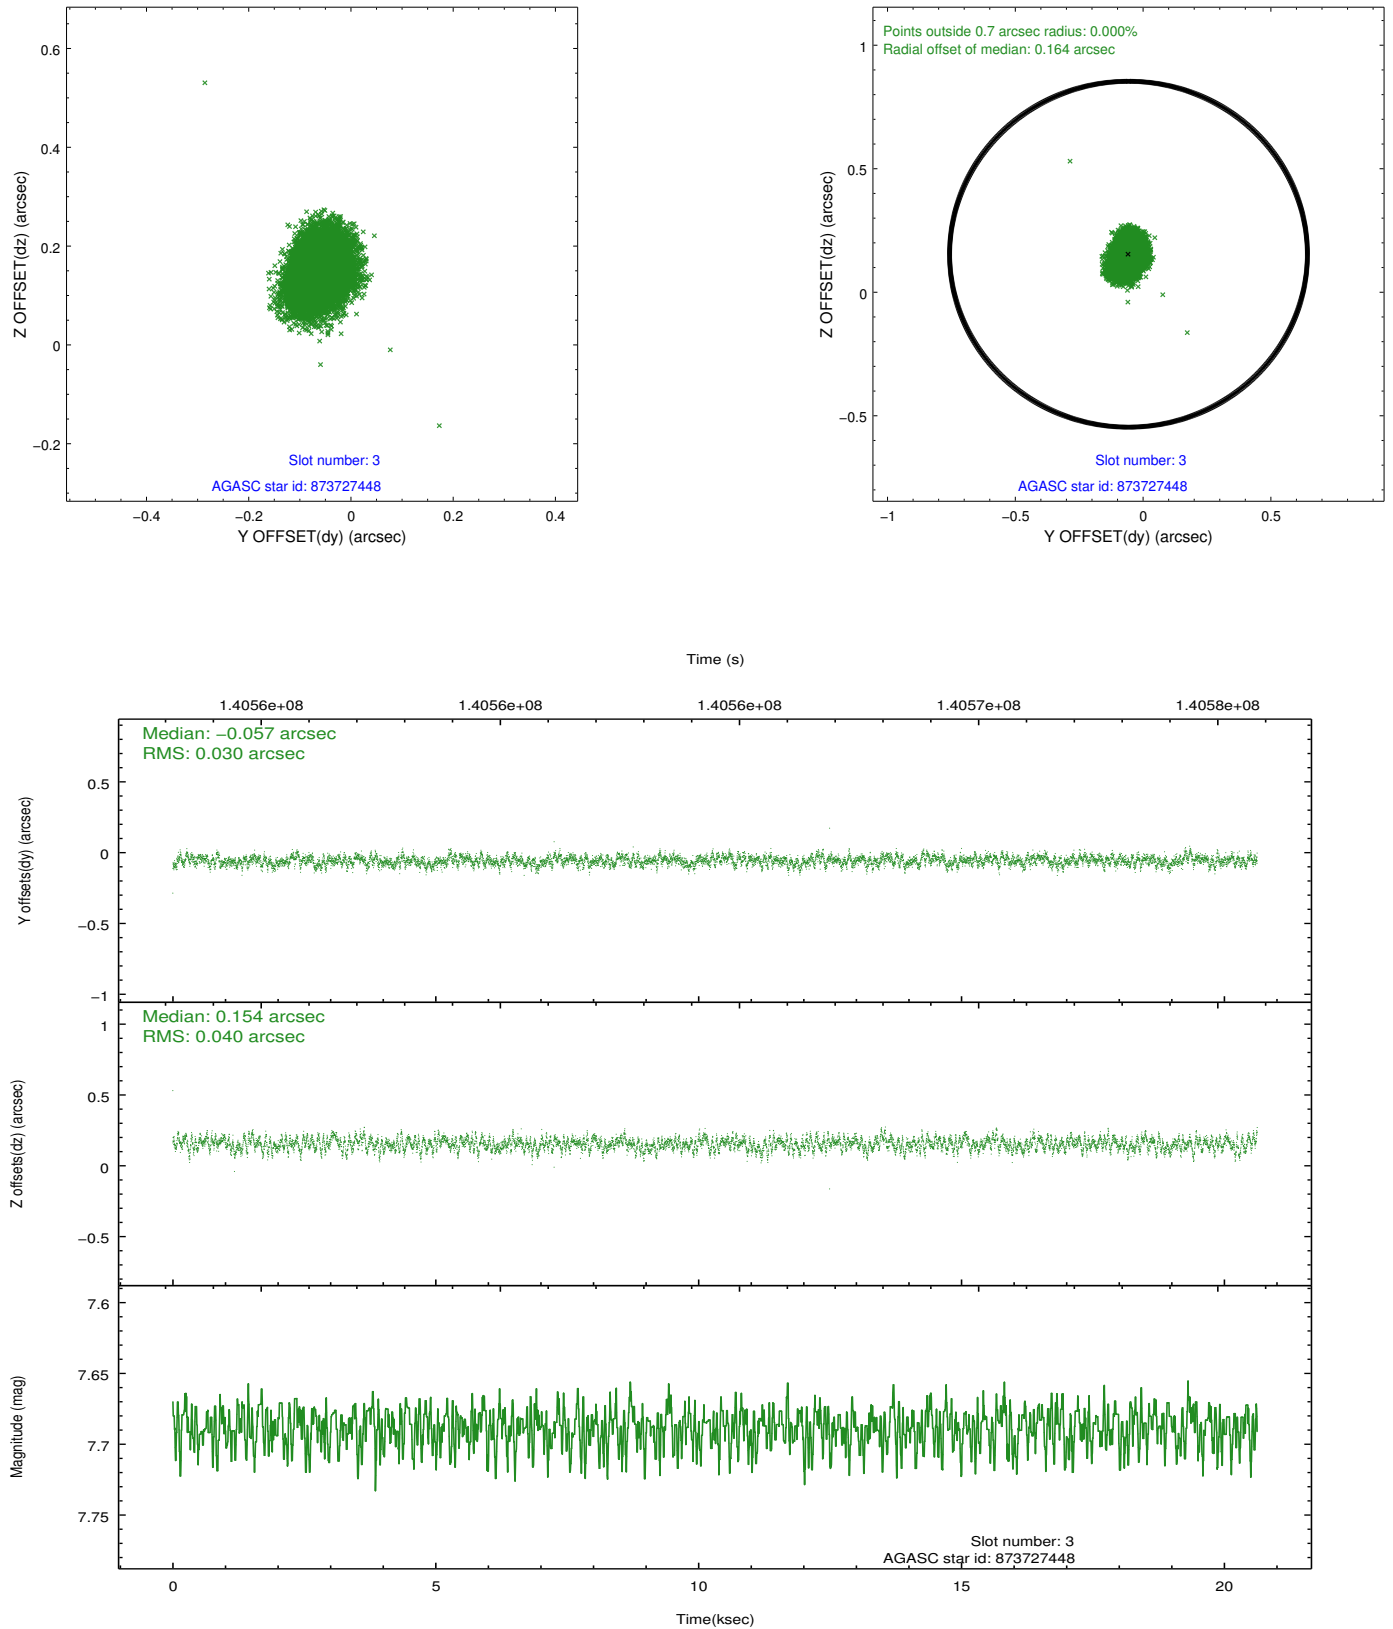 0.6
0.4
0.2
0
−0.2
Z OFFSET(dz) (arcsec)
Slot number: 3
AGASC star id: 873727448
−0.4 −0.2 0 0.2 0.4
Y OFFSET(dy) (arcsec)
Points outside 0.7 arcsec radius: 0.000%
Radial offset of median: 0.164 arcsec
1
0.5
0
−0.5
Z OFFSET(dz) (arcsec)
Slot number: 3
AGASC star id: 873727448
−1 −0.5 0 0.5
Y OFFSET(dy) (arcsec)
Time (s)
1.4056e+08 1.4056e+08 1.4056e+08 1.4057e+08 1.4058e+08
Median: −0.057 arcsec
RMS: 0.030 arcsec
0.5
0
−0.5
−1
Y offsets(dy) (arcsec)
Median: 0.154 arcsec
RMS: 0.040 arcsec
1
0.5
0
−0.5
Z offsets(dz) (arcsec)
7.6
7.65
7.7
7.75
Magnitude (mag)
Slot number: 3
AGASC star id: 873727448
0 5 10 15 20
Time(ksec)